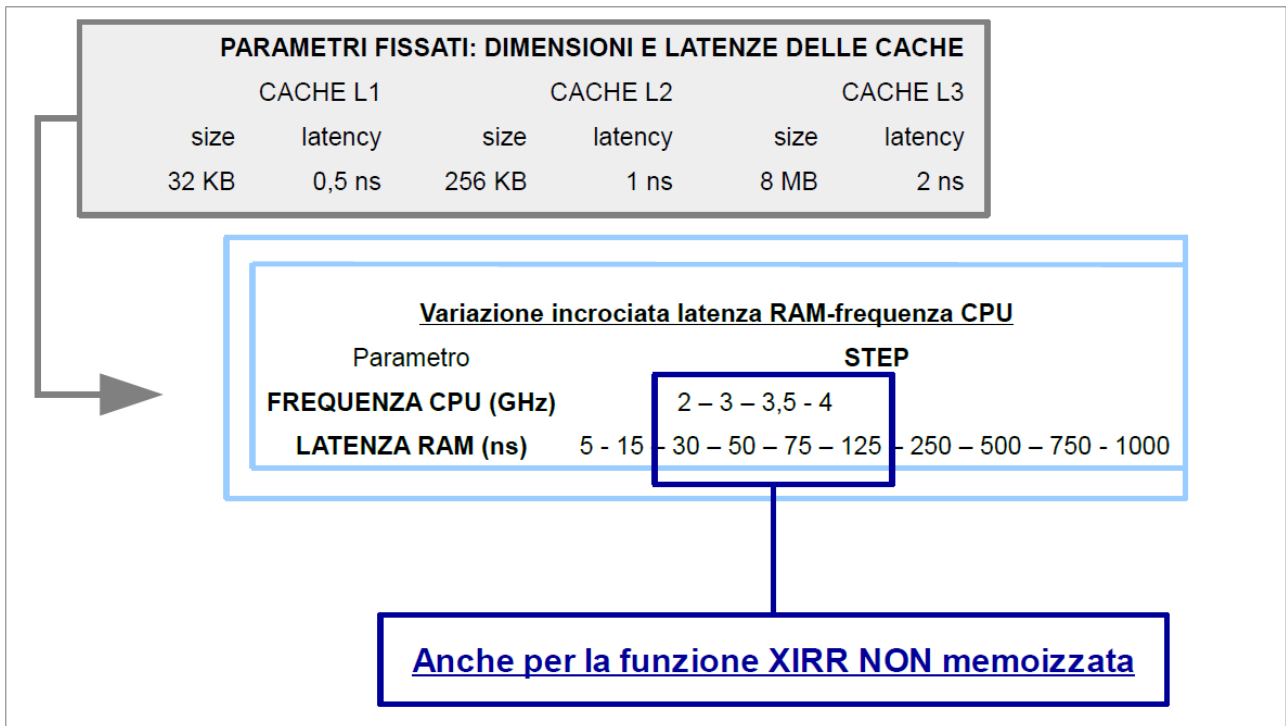 PARAMETRI FISSATI: DIMENSIONI E LATENZE DELLE CACHE
CACHE L1 CACHE L2 CACHE L3
size latency size latency size latency
32 KB 0,5 ns 256 KB 1 ns 8 MB 2 ns
Variazione incrociata latenza RAM-frequenza CPU
Parametro STEP
FREQUENZA CPU (GHz) 2 – 3 – 3,5 - 4
LATENZA RAM (ns) 5 - 15 – 30 – 50 – 75 – 125 – 250 – 500 – 750 - 1000
Anche per la funzione XIRR NON memoizzata